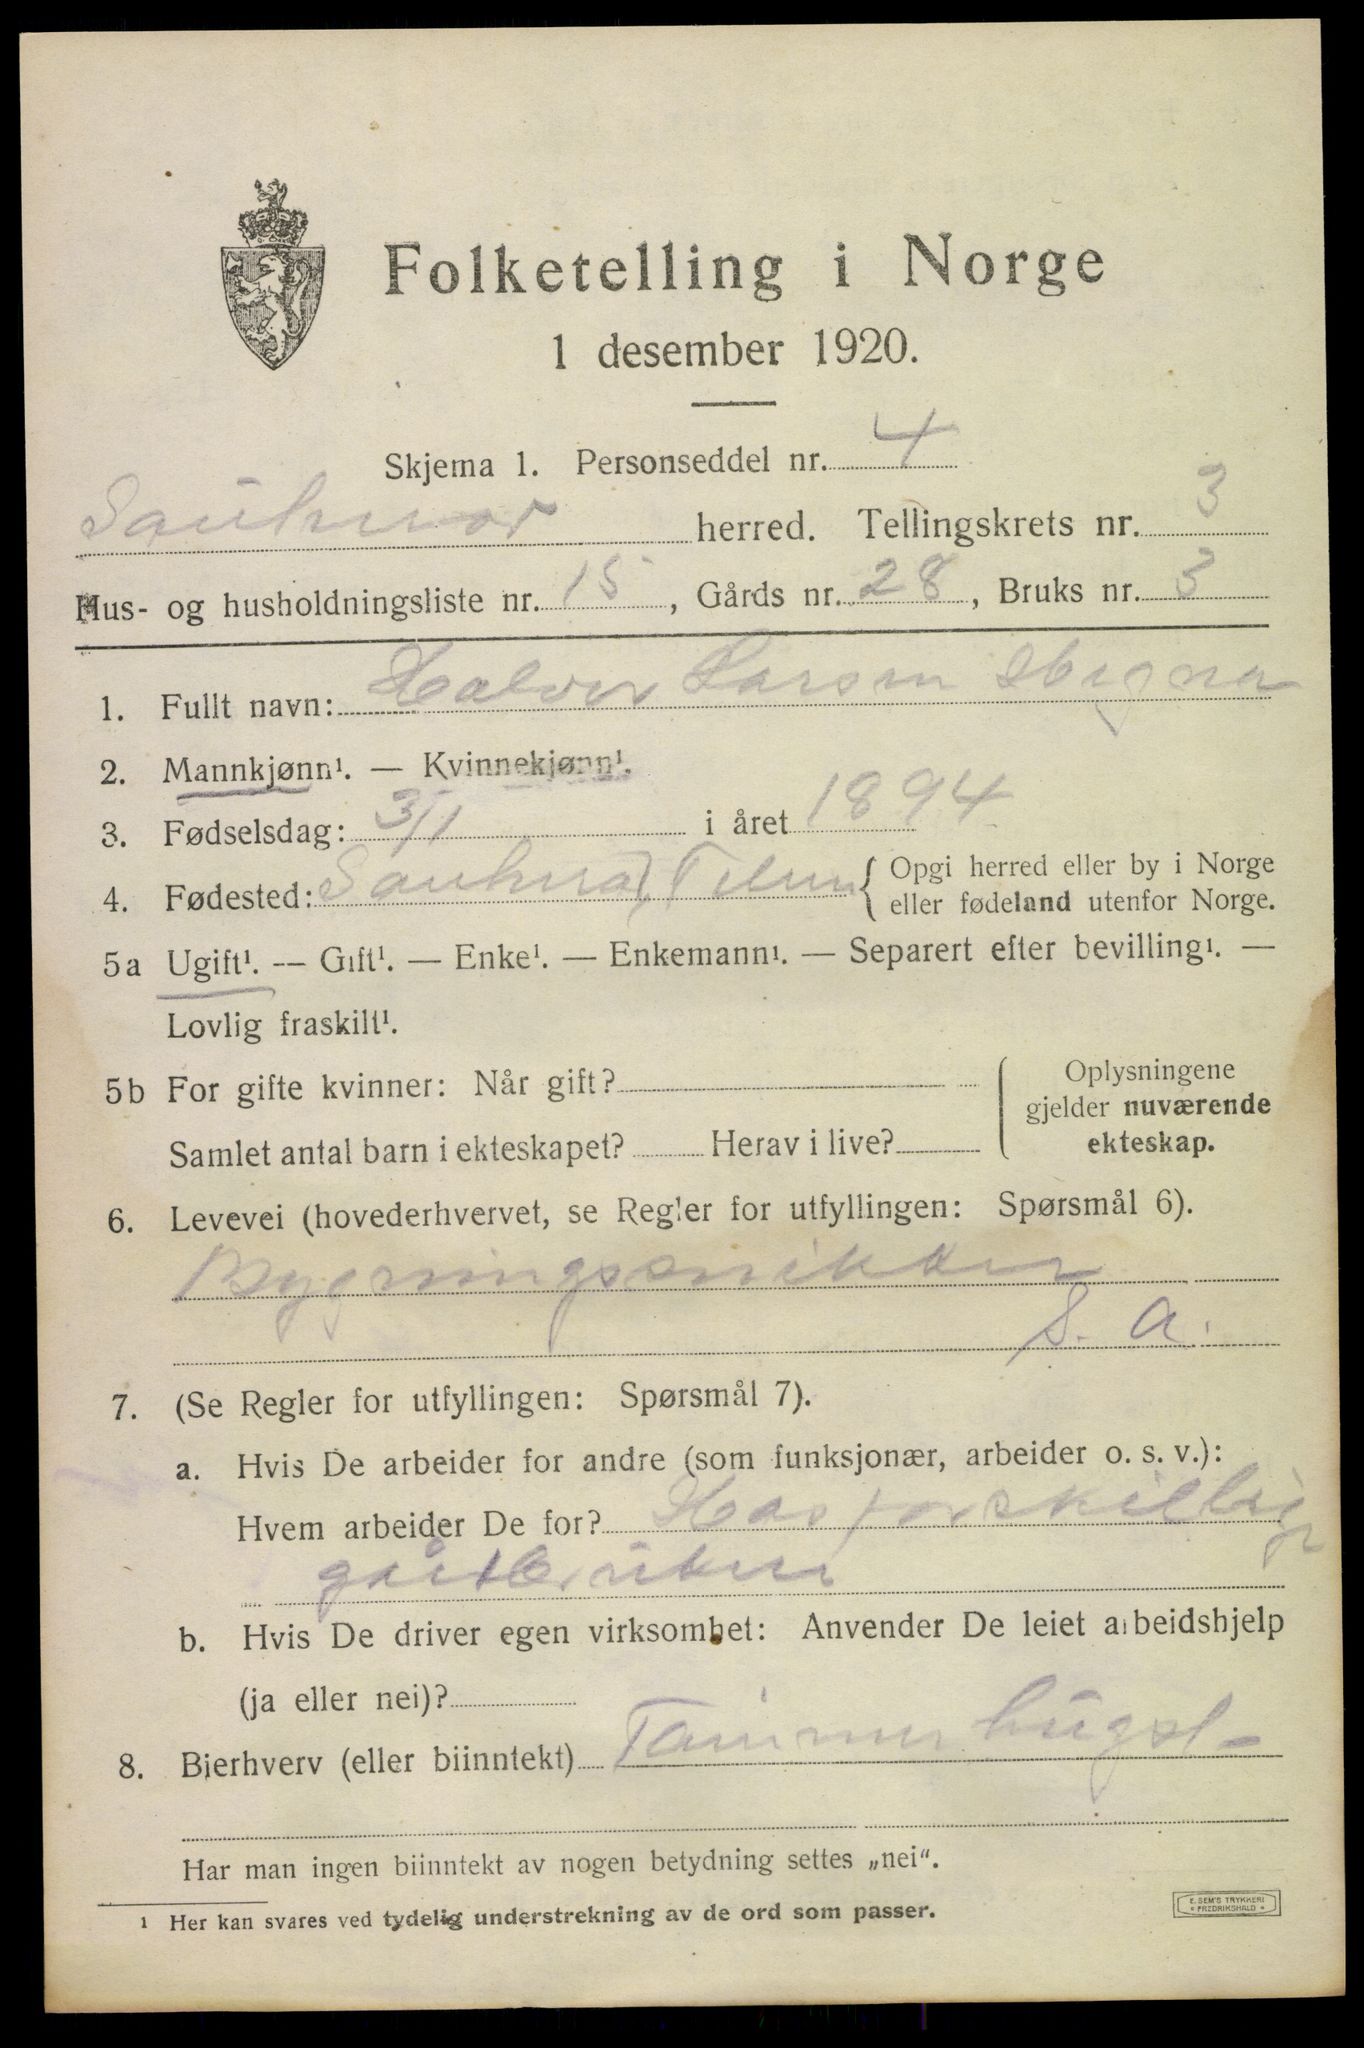 Folketelling i Norge
1 desember 1920.
Skjema 1. Personseddel nr. 4
Sauherad herred. Tellingskrets nr. 3
Hus- og husholdningsliste nr. 15, Gårds nr. 28, Bruks nr. 3
1. Fullt navn: Halvor Larsen
2. Mannkjønn¹. — Kvinnekjønn¹.
3. Fødselsdag: 3/1 i året 1894
4. Fødested: Sauherad, Telem { Opgi herred eller by i Norge
eller fødeland utenfor Norge.
5a Ugift¹. — Gift¹. — Enke¹. — Enkemann¹. — Separert efter bevilling¹. —
Lovlig fraskilt¹.
5b For gifte kvinner: Når gift?
Samlet antal barn i ekteskapet? Herav i live?
Oplysningene
gjelder nuværende
ekteskap.
6. Levevei (hovederhvervet, se Regler for utfyllingen: Spørsmål 6).
Bygningssnikker
S. A.
7. (Se Regler for utfyllingen: Spørsmål 7).
a. Hvis De arbeider for andre (som funksjonær, arbeider o. s. v.):
Hvem arbeider De for? Hos forskillige
gårdbrukere
b. Hvis De driver egen virksomhet: Anvender De leiet arbeidshjelp
(ja eller nei)?
8. Bierhverv (eller biinntekt) Tømmerhugst
Har man ingen biinntekt av nogen betydning settes „nei“.
¹ Her kan svares ved tydelig understrekning av de ord som passer.
E. SEM'S TRYKKERI
* FREDRIKSHALD *